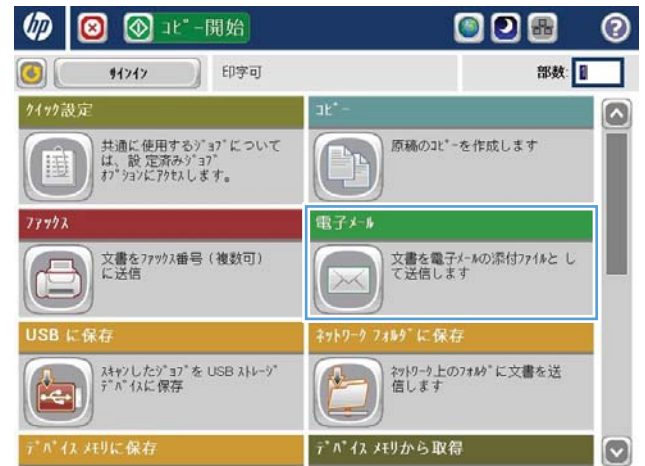 hp
ｺﾋﾟｰ開始
?
ｻｲﾝｲﾝ
印字可
部数:
1
ｸｲｯｸ設定
共通に使用するｼﾞｮﾌﾞについて
は、設 定済みｼﾞｮﾌﾞ
ｵﾌﾟｼｮﾝにｱｸｾｽします。
ｺﾋﾟｰ
原稿のｺﾋﾟｰを作成します
ﾌｧｯｸｽ
文書をﾌｧｯｸｽ番号 (複数可)
に送信
電子ﾒｰﾙ
文書を電子ﾒｰﾙの添付ﾌｧｲﾙと し
て送信します
USB に保存
ｽｷｬﾝしたｼﾞｮﾌﾞを USB ｽﾄﾚｰｼﾞ
ﾃﾞﾊﾞｲｽに保存
ﾈｯﾄﾜｰｸ ﾌｫﾙﾀﾞに保存
ﾈｯﾄﾜｰｸ上のﾌｫﾙﾀﾞに文書を送
信します
ﾃﾞﾊﾞｲｽ ﾒﾓﾘに保存
ﾃﾞﾊﾞｲｽ ﾒﾓﾘから取得